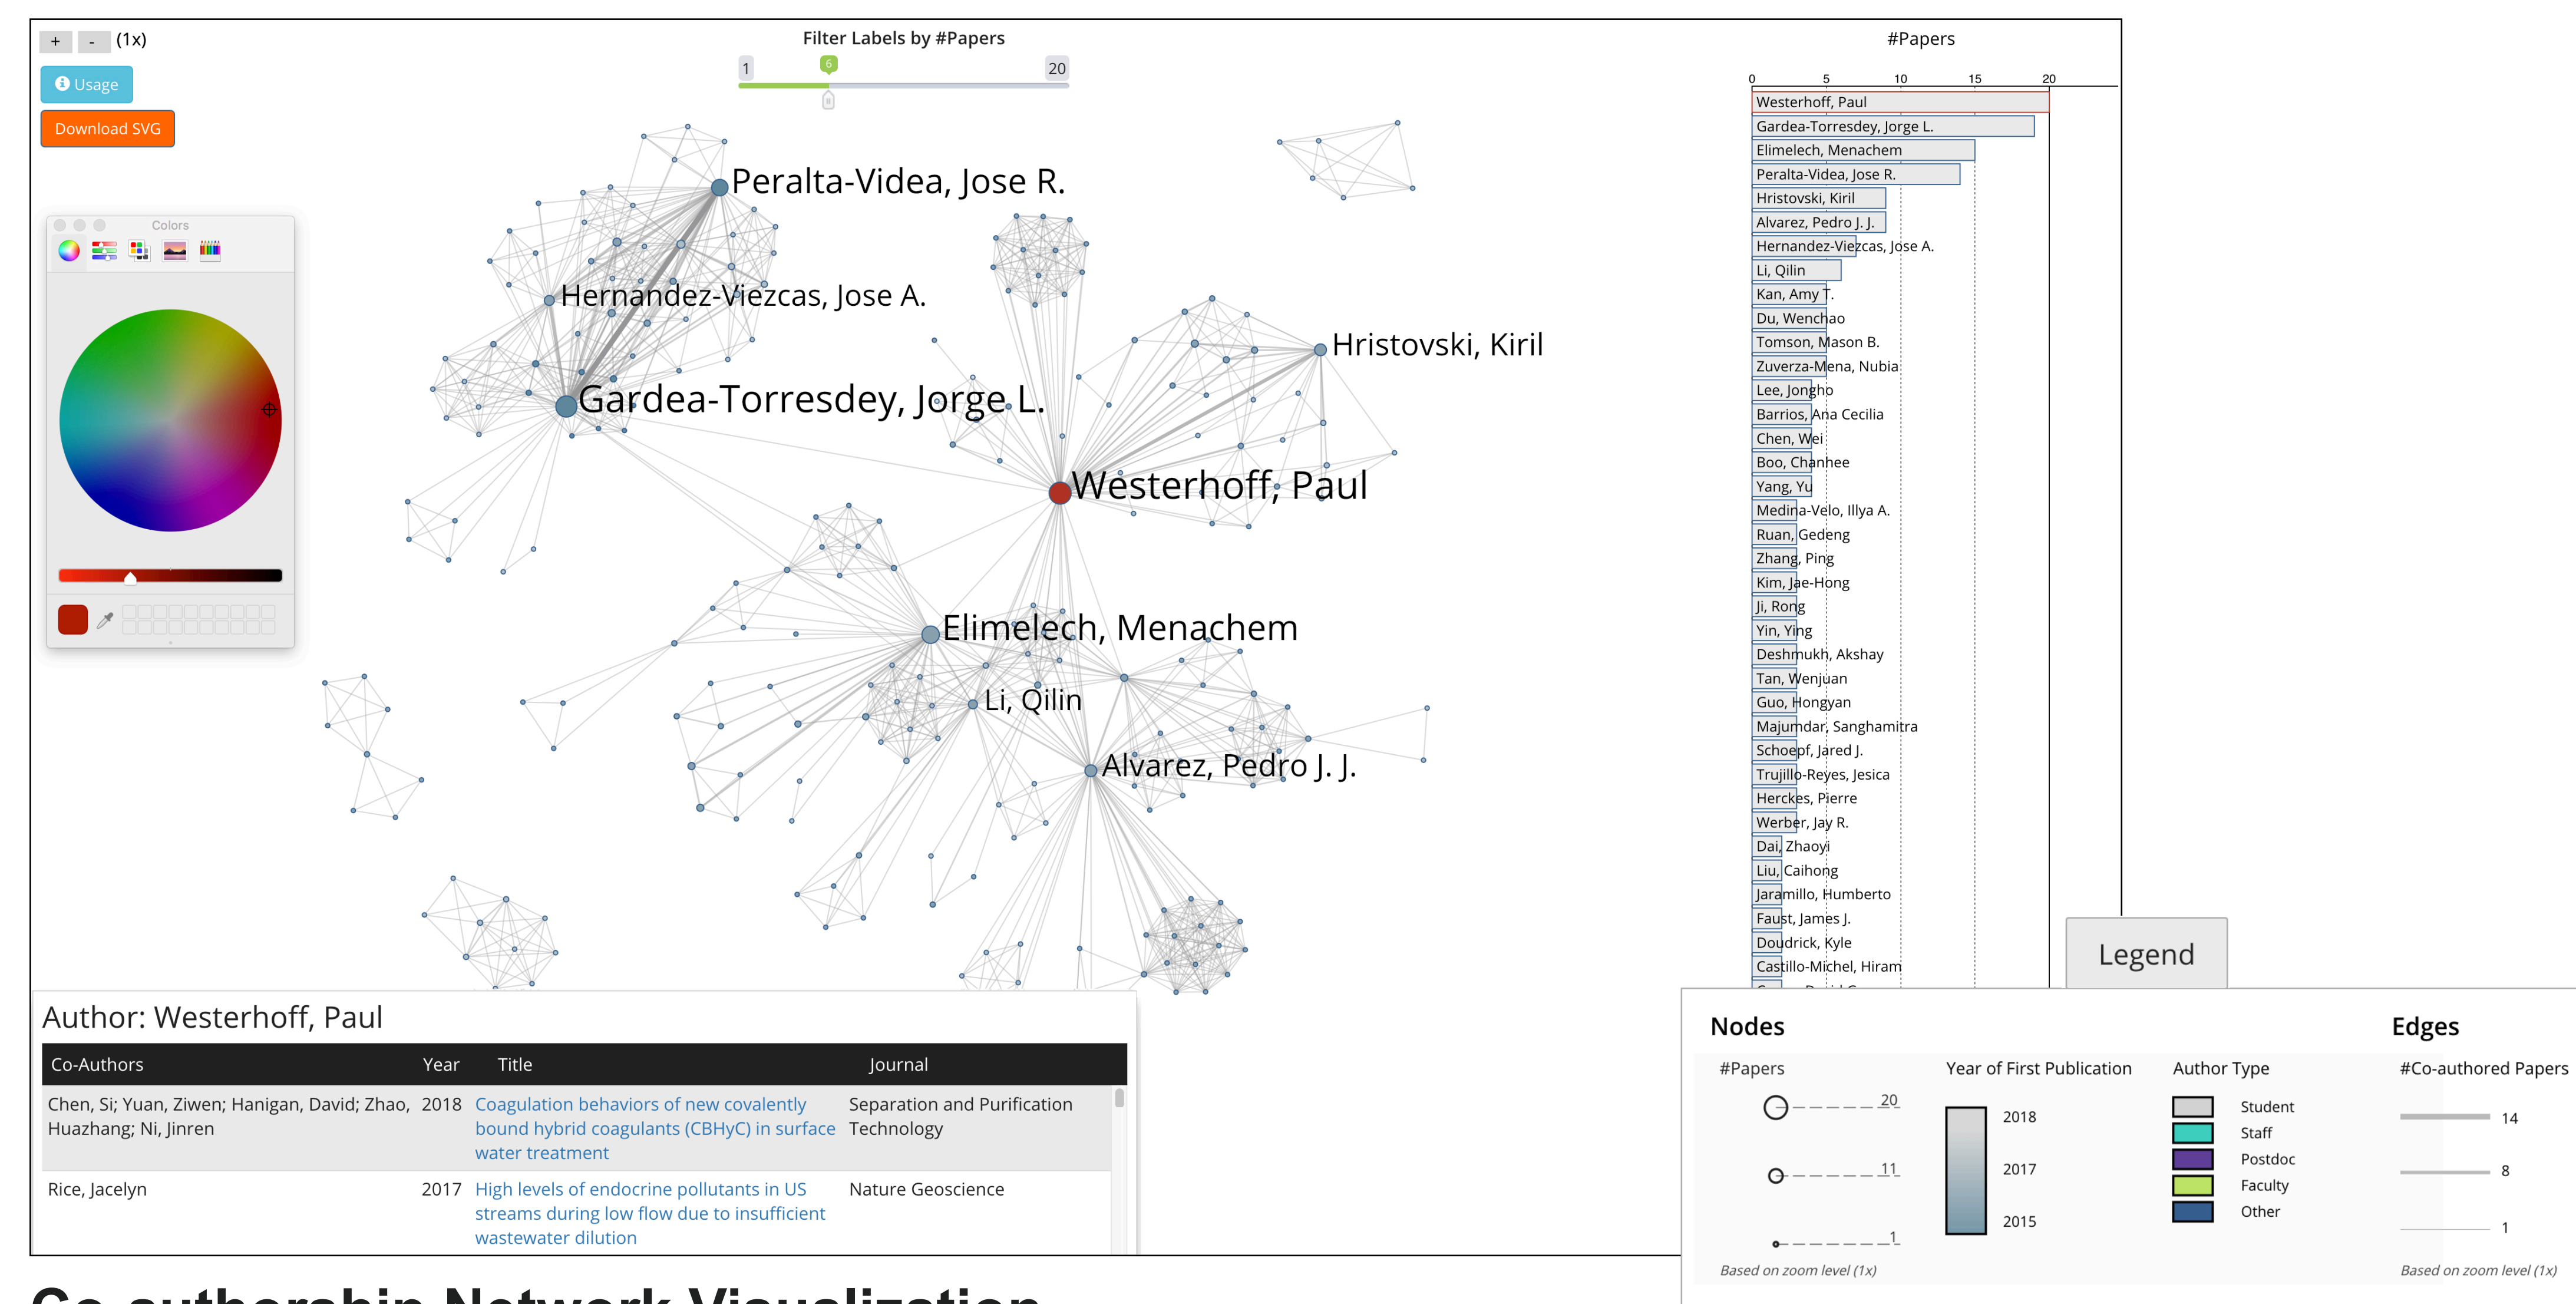 + - (1x)
Usage
Download SVG
Filter Labels by #Papers
1 6 20
Colors
Peralta-Videa, Jose R.
Hernandez-Viezcas, Jose A.
Hristovski, Kiril
Gardea-Torresdey, Jorge L.
Westerhoff, Paul
Elimelech, Menachem
Li, Qilin
Alvarez, Pedro J. J.
#Papers
0 5 10 15 20
Westerhoff, Paul
Gardea-Torresdey, Jorge L.
Elimelech, Menachem
Peralta-Videa, Jose R.
Hristovski, Kiril
Alvarez, Pedro J. J.
Hernandez-Viezcas, Jose A.
Li, Qilin
Kan, Amy T.
Du, Wenchao
Tomson, Mason B.
Zuverza-Mena, Nubia
Lee, Jongho
Barrios, Ana Cecilia
Chen, Wei
Boo, Chanhee
Yang, Yu
Medina-Velo, Illya A.
Ruan, Gedeng
Zhang, Ping
Kim, Jae-Hong
Ji, Rong
Yin, Ying
Deshmukh, Akshay
Tan, Wenjuan
Guo, Hongyan
Majumdar, Sanghamitra
Schoepf, Jared J.
Trujillo-Reyes, Jesica
Herckes, Pierre
Werber, Jay R.
Dai, Zhaoyi
Liu, Caihong
Jaramillo, Humberto
Faust, James J.
Doudrick, Kyle
Castillo-Michel, Hiram
Author: Westerhoff, Paul
Co-Authors Year Title Journal
Chen, Si; Yuan, Ziwen; Hanigan, David; Zhao, 2018 Coagulation behaviors of new covalently Separation and Purification
Huazhang; Ni, Jinren bound hybrid coagulants (CBHyC) in surface Technology
water treatment
Rice, Jacelyn 2017 High levels of endocrine pollutants in US Nature Geoscience
streams during low flow due to insufficient
wastewater dilution
Legend
Nodes Edges
#Papers Year of First Publication Author Type #Co-authored Papers
20 2018 Student 14
Staff
11 2017 Postdoc 8
Faculty
1 2015 Other 1
Based on zoom level (1x) Based on zoom level (1x)
Co-authorship Network Visualization